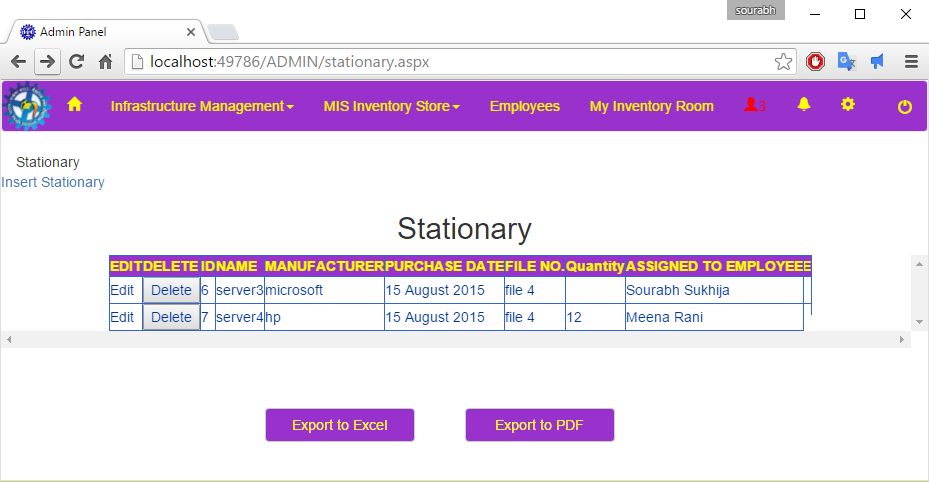 sourabh
Admin Panel
localhost:49786/ADMIN/stationary.aspx
Infrastructure Management MIS Inventory Store Employees My Inventory Room 3
Stationary
Insert Stationary
Stationary
EDIT DELETE ID NAME MANUFACTURER PURCHASE DATE FILE NO. Quantity ASSIGNED TO EMPLOYEEE
Edit Delete 6 server3 microsoft 15 August 2015 file 4 Sourabh Sukhija
Edit Delete 7 server4 hp 15 August 2015 file 4 12 Meena Rani
Export to Excel Export to PDF